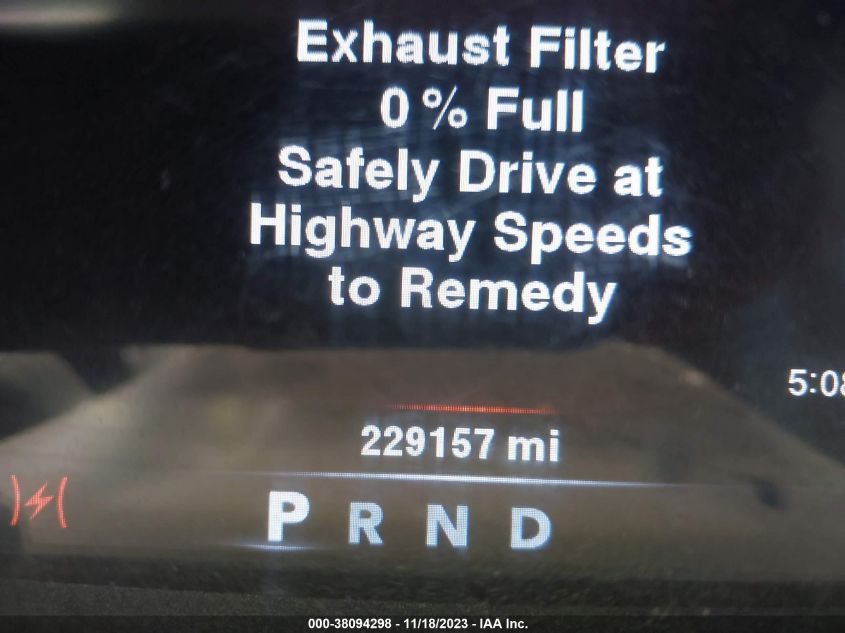 Exhaust Filter
0 % Full
Safely Drive at
Highway Speeds
to Remedy
229157 mi
P R N D
000-38094298 - 11/18/2023 - IAA Inc.